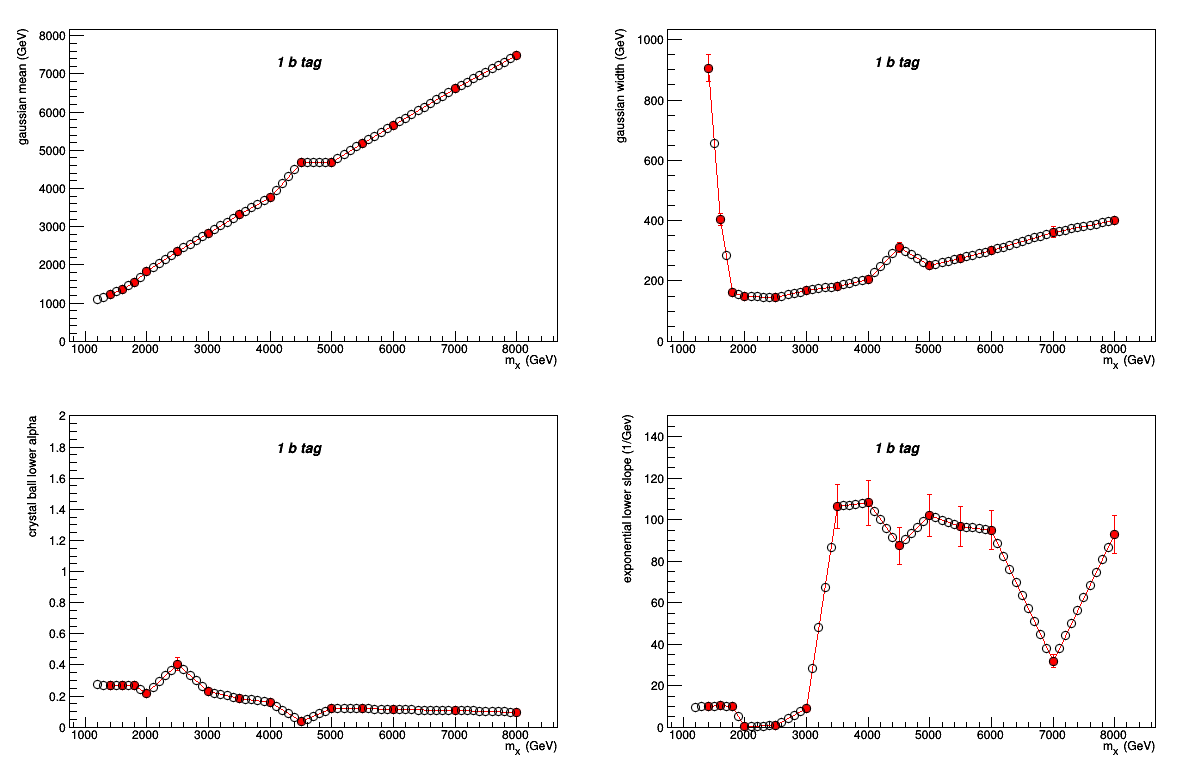 gaussian mean (GeV)
1 b tag
8000
7000
6000
5000
4000
3000
2000
1000
0
1000 2000 3000 4000 5000 6000 7000 8000
mx (GeV)
gaussian width (GeV)
1 b tag
1000
800
600
400
200
0
1000 2000 3000 4000 5000 6000 7000 8000
mx (GeV)
crystal ball lower alpha
1 b tag
2
1.8
1.6
1.4
1.2
1
0.8
0.6
0.4
0.2
0
1000 2000 3000 4000 5000 6000 7000 8000
mx (GeV)
exponential lower slope (1/Gev)
1 b tag
140
120
100
80
60
40
20
0
1000 2000 3000 4000 5000 6000 7000 8000
mx (GeV)